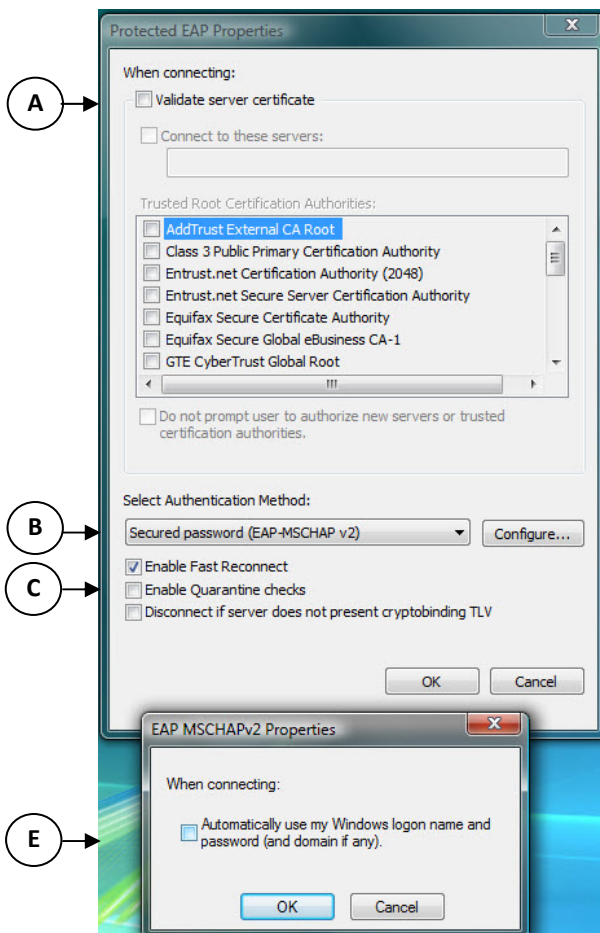 Protected EAP Properties
When connecting:
A
Validate server certificate
Connect to these servers:
Trusted Root Certification Authorities:
AddTrust External CA Root
Class 3 Public Primary Certification Authority
Entrust.net Certification Authority (2048)
Entrust.net Secure Server Certification Authority
Equifax Secure Certificate Authority
Equifax Secure Global eBusiness CA-1
GTE CyberTrust Global Root
Do not prompt user to authorize new servers or trusted
certification authorities.
Select Authentication Method:
B
Secured password (EAP-MSCHAP v2)
Configure...
Enable Fast Reconnect
C
Enable Quarantine checks
Disconnect if server does not present cryptobinding TLV
OK
Cancel
EAP MSCHAPv2 Properties
When connecting:
E
Automatically use my Windows logon name and
password (and domain if any).
OK
Cancel